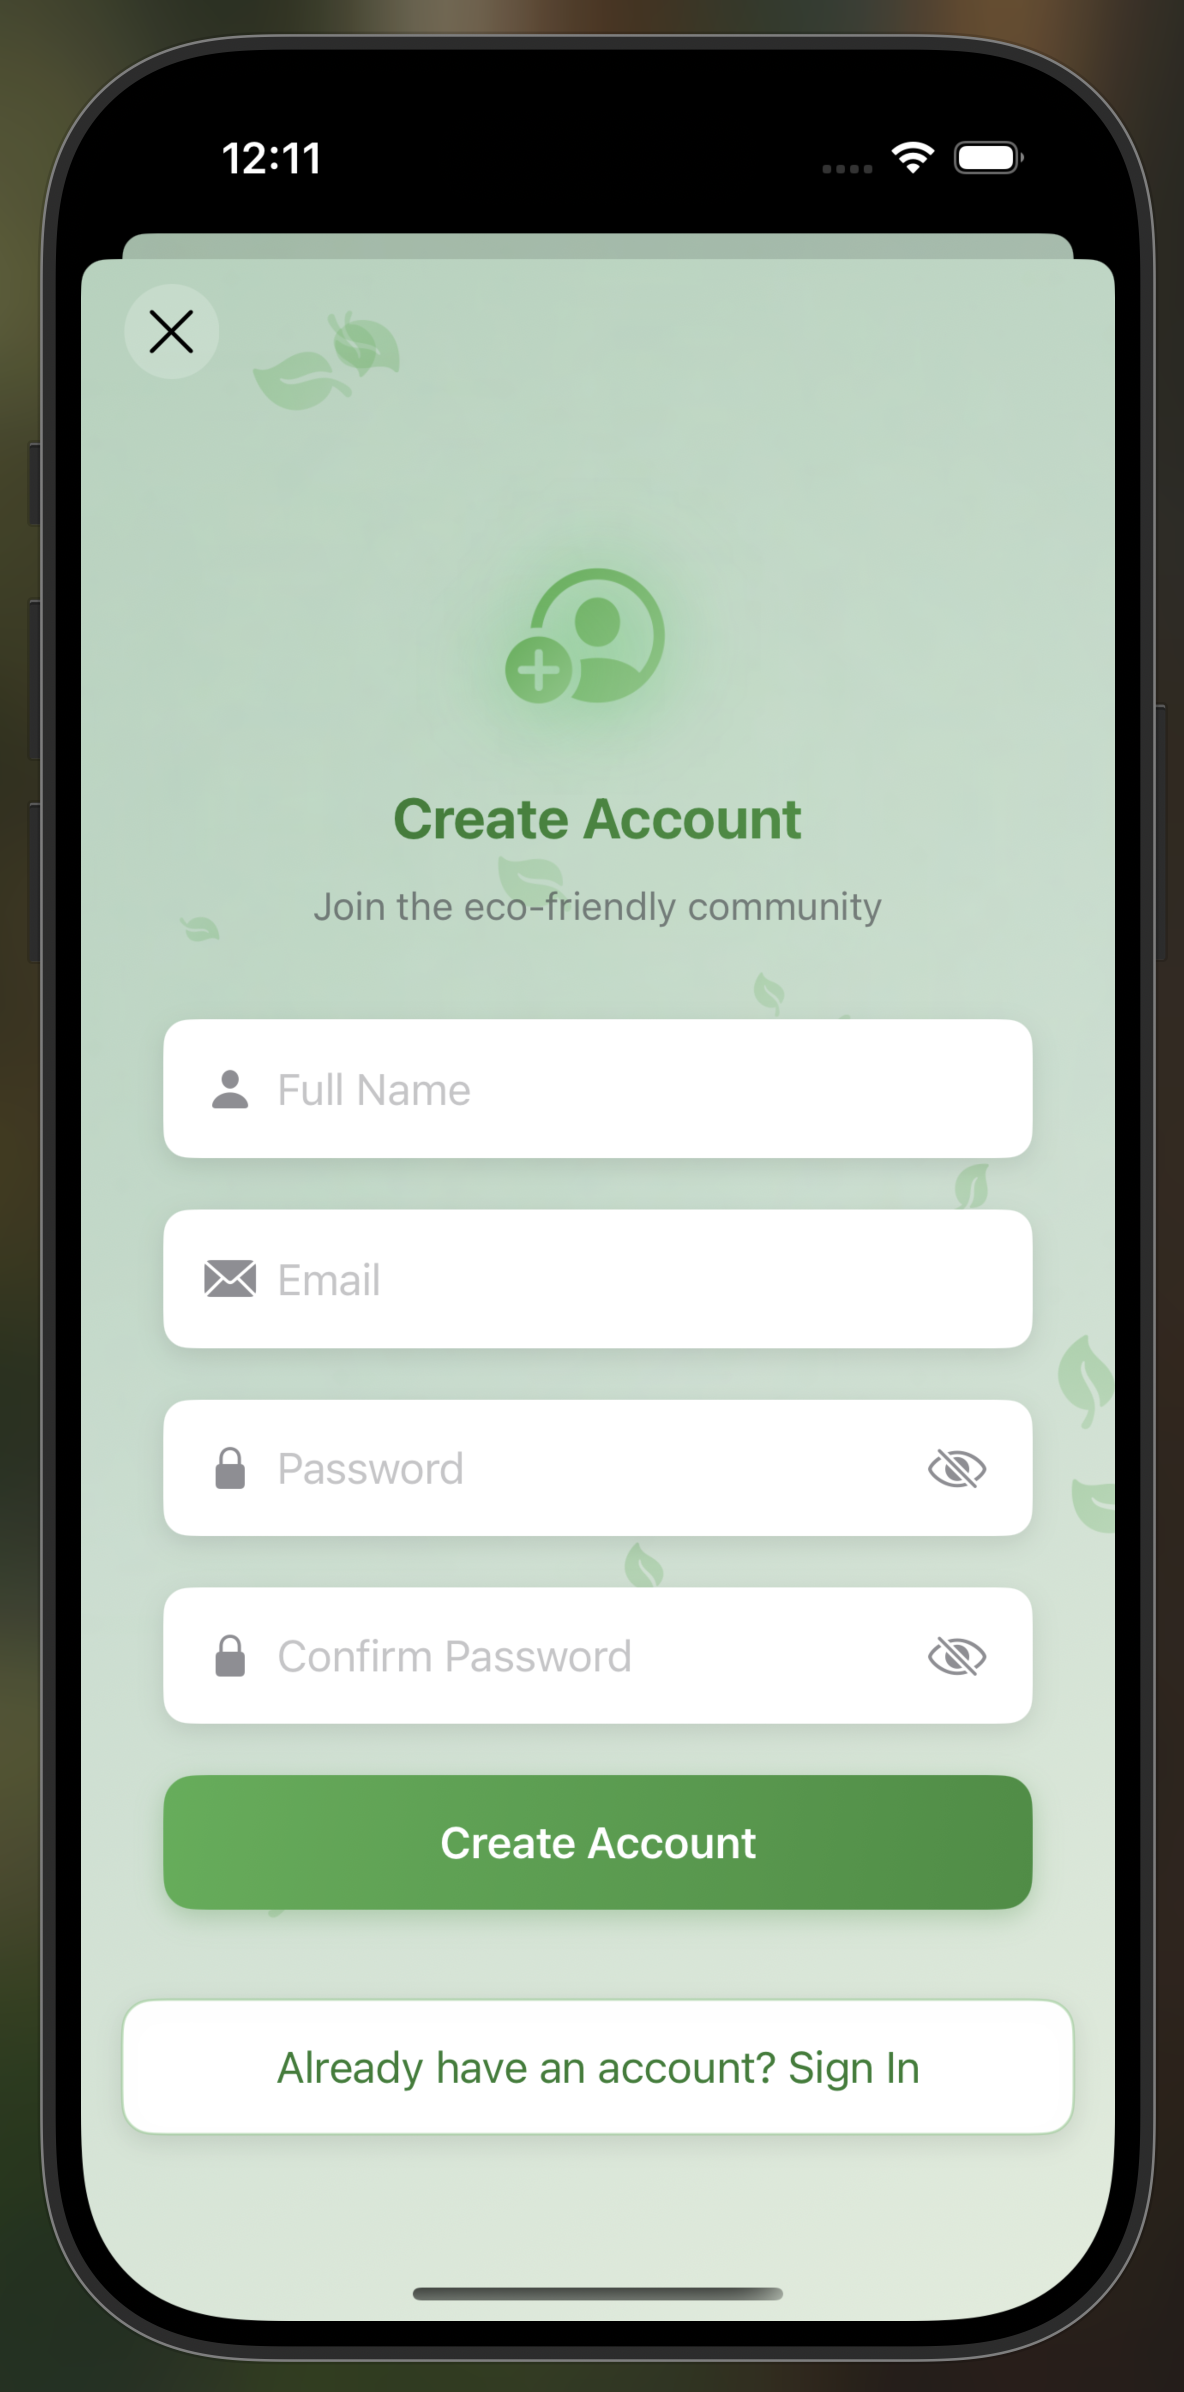 12:11
Create Account
Join the eco-friendly community
Full Name
Email
Password
Confirm Password
Create Account
Already have an account? Sign In